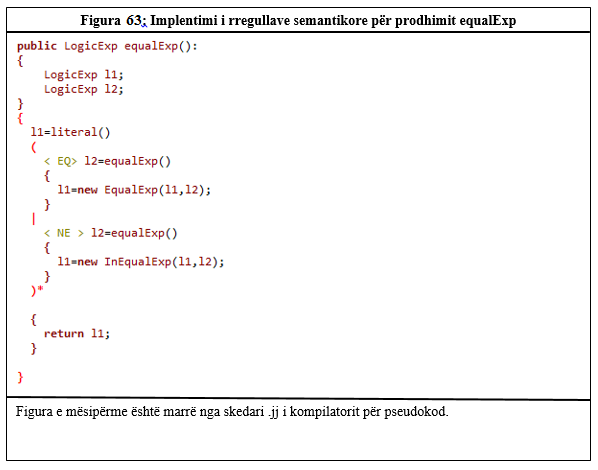 Figura 63: Implentimi i rregullave semantikore për prodhimit equalExp
public LogicExp equalExp():
{
    LogicExp l1;
    LogicExp l2;
}
{
  l1=literal()
  (
    < EQ> l2=equalExp()
    {
      l1=new EqualExp(l1,l2);
    }
  |
    < NE > l2=equalExp()
    {
      l1=new InEqualExp(l1,l2);
    }
  )*
  {
    return l1;
  }
}
Figura e mësipërme është marrë nga skedari .jj i kompilatorit për pseudokod.